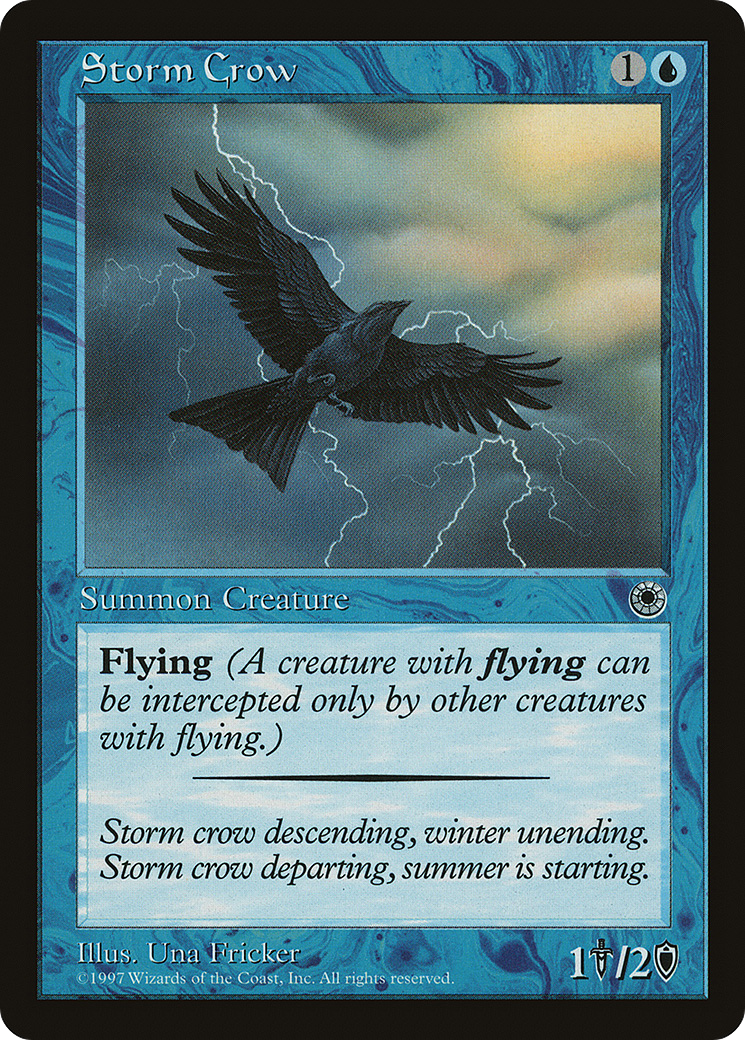 Storm Crow 1
Summon Creature
Flying (A creature with flying can
be intercepted only by other creatures
with flying.)
Storm crow descending, winter unending.
Storm crow departing, summer is starting.
Illus. Una Fricker
©1997 Wizards of the Coast, Inc. All rights reserved.
1/2